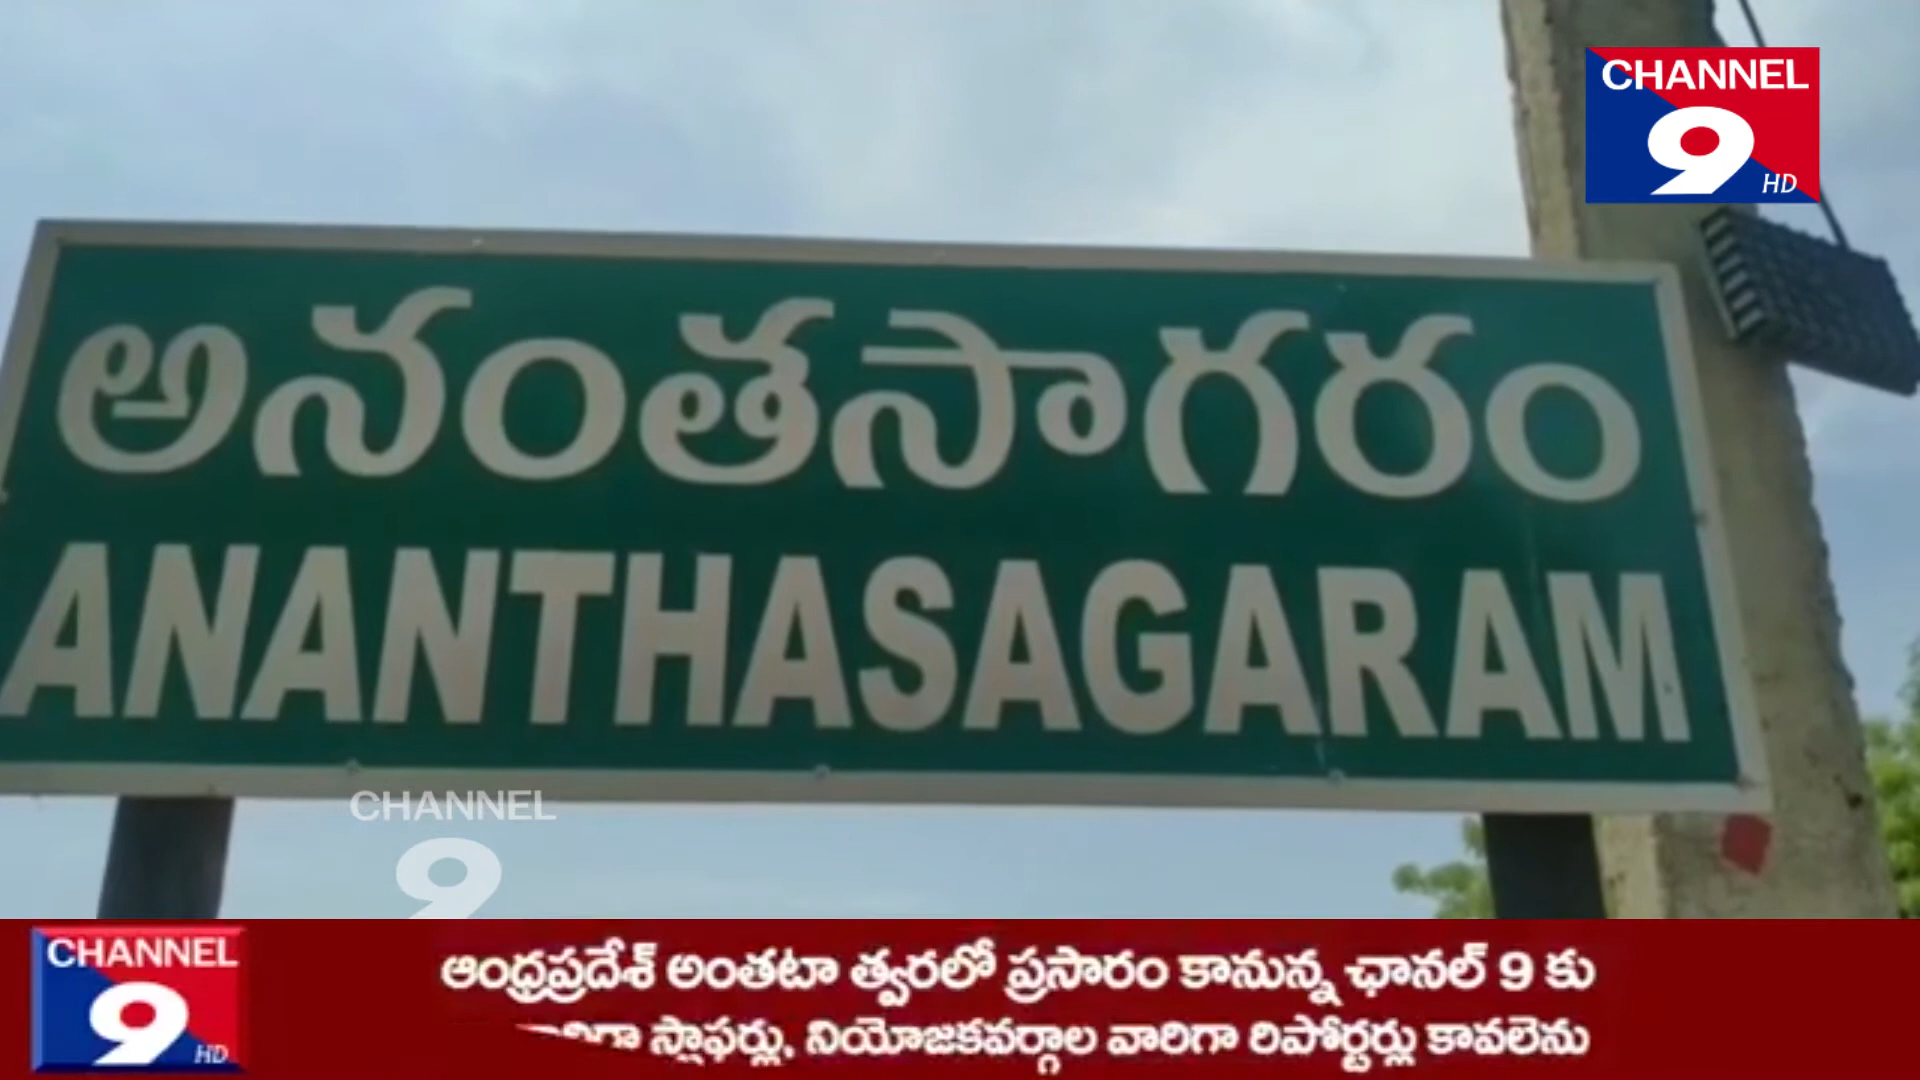 CHANNEL
9
HD
అనంతసాగరం
ANANTHASAGARAM
CHANNEL
9
CHANNEL
9
HD
ఆంధ్రప్రదేశ్ అంతటా త్వరలో ప్రసారం కానున్న ఛానల్ 9 కు
స్టాఫర్లు, నియోజకవర్గాల వారిగా రిపోర్టర్లు కావలెను